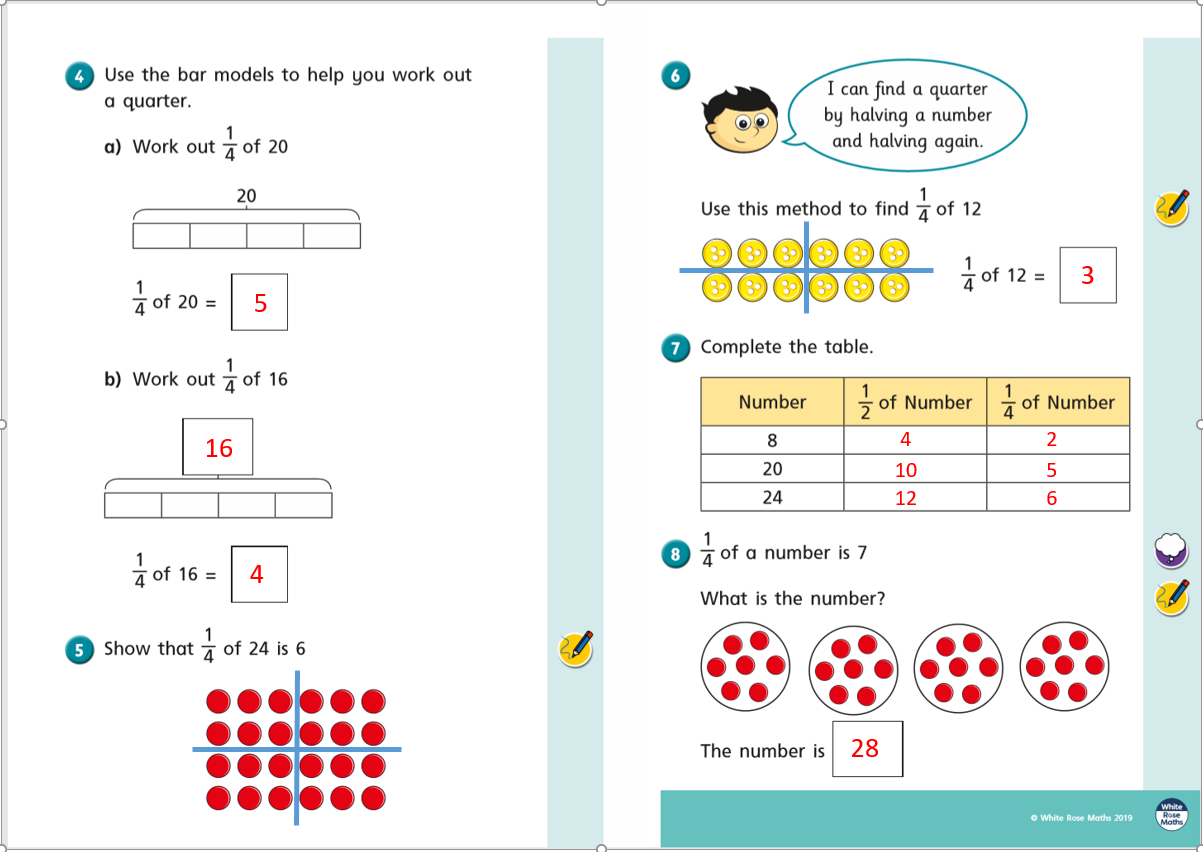 4 Use the bar models to help you work out
a quarter.
a) Work out 1/4 of 20
20
1/4 of 20 = 5
b) Work out 1/4 of 16
16
1/4 of 16 = 4
5 Show that 1/4 of 24 is 6
6
I can find a quarter
by halving a number
and halving again.
Use this method to find 1/4 of 12
1/4 of 12 = 3
7 Complete the table.
Number 1/2 of Number 1/4 of Number
8 4 2
20 10 5
24 12 6
8 1/4 of a number is 7
What is the number?
The number is 28
© White Rose Maths 2019
White
Rose
Maths